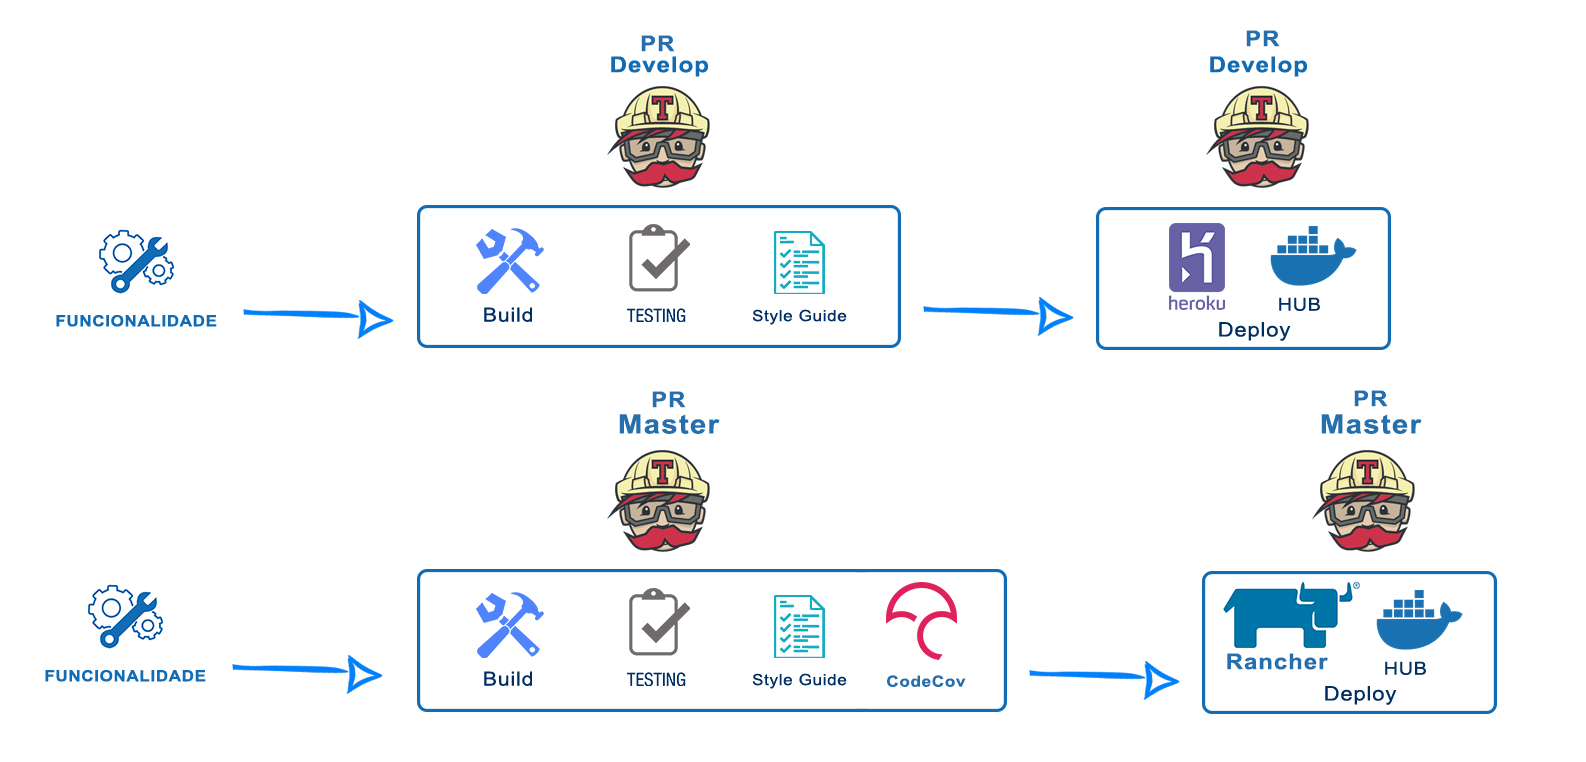 PR
Develop
T
PR
Develop
T
FUNCIONALIDADE
Build
TESTING
Style Guide
heroku
HUB
Deploy
PR
Master
T
PR
Master
T
FUNCIONALIDADE
Build
TESTING
Style Guide
CodeCov
®
Rancher
HUB
Deploy